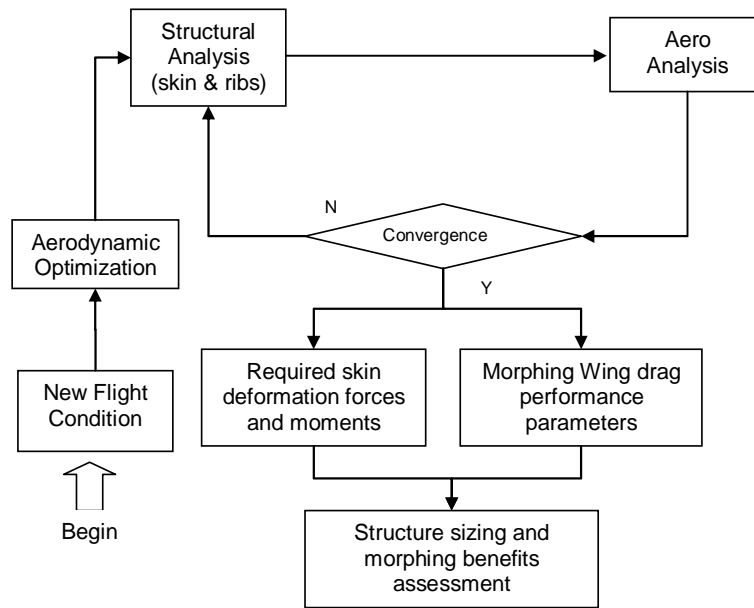 Structural
Analysis
(skin & ribs)
Aero
Analysis
N
Convergence
Aerodynamic
Optimization
Y
Required skin
deformation forces
and moments
Morphing Wing drag
performance
parameters
New Flight
Condition
Begin
Structure sizing and
morphing benefits
assessment